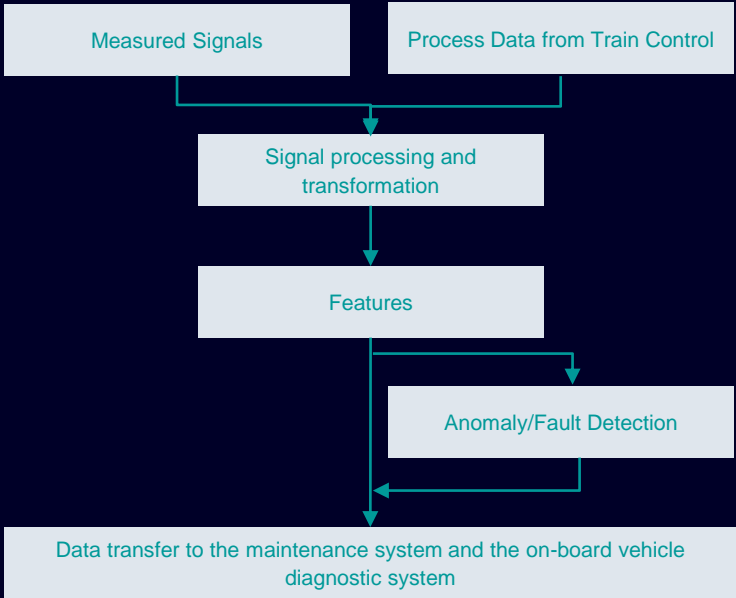 Measured Signals
Process Data from Train Control
Signal processing and
transformation
Features
Anomaly/Fault Detection
Data transfer to the maintenance system and the on-board vehicle
diagnostic system